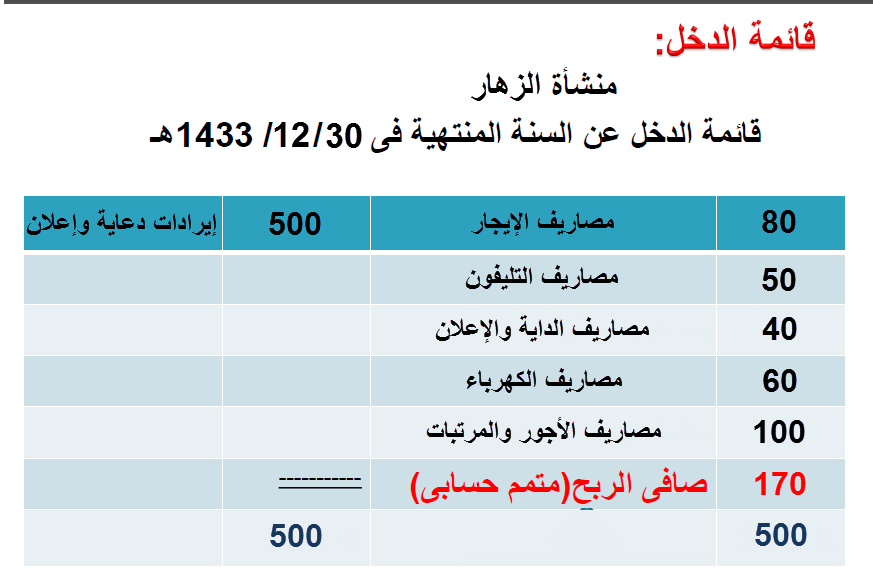 قائمة الدخل:
منشأة الزهار
قائمة الدخل عن السنة المنتهية فى 12/30/ 1433هـ
80 مصاريف الإيجار 500 إيرادات دعاية وإعلان
50 مصاريف التليفون
40 مصاريف الداية والإعلان
60 مصاريف الكهرباء
100 مصاريف الأجور والمرتبات
170 صافى الربح(متمم حسابى) -----------
500 500